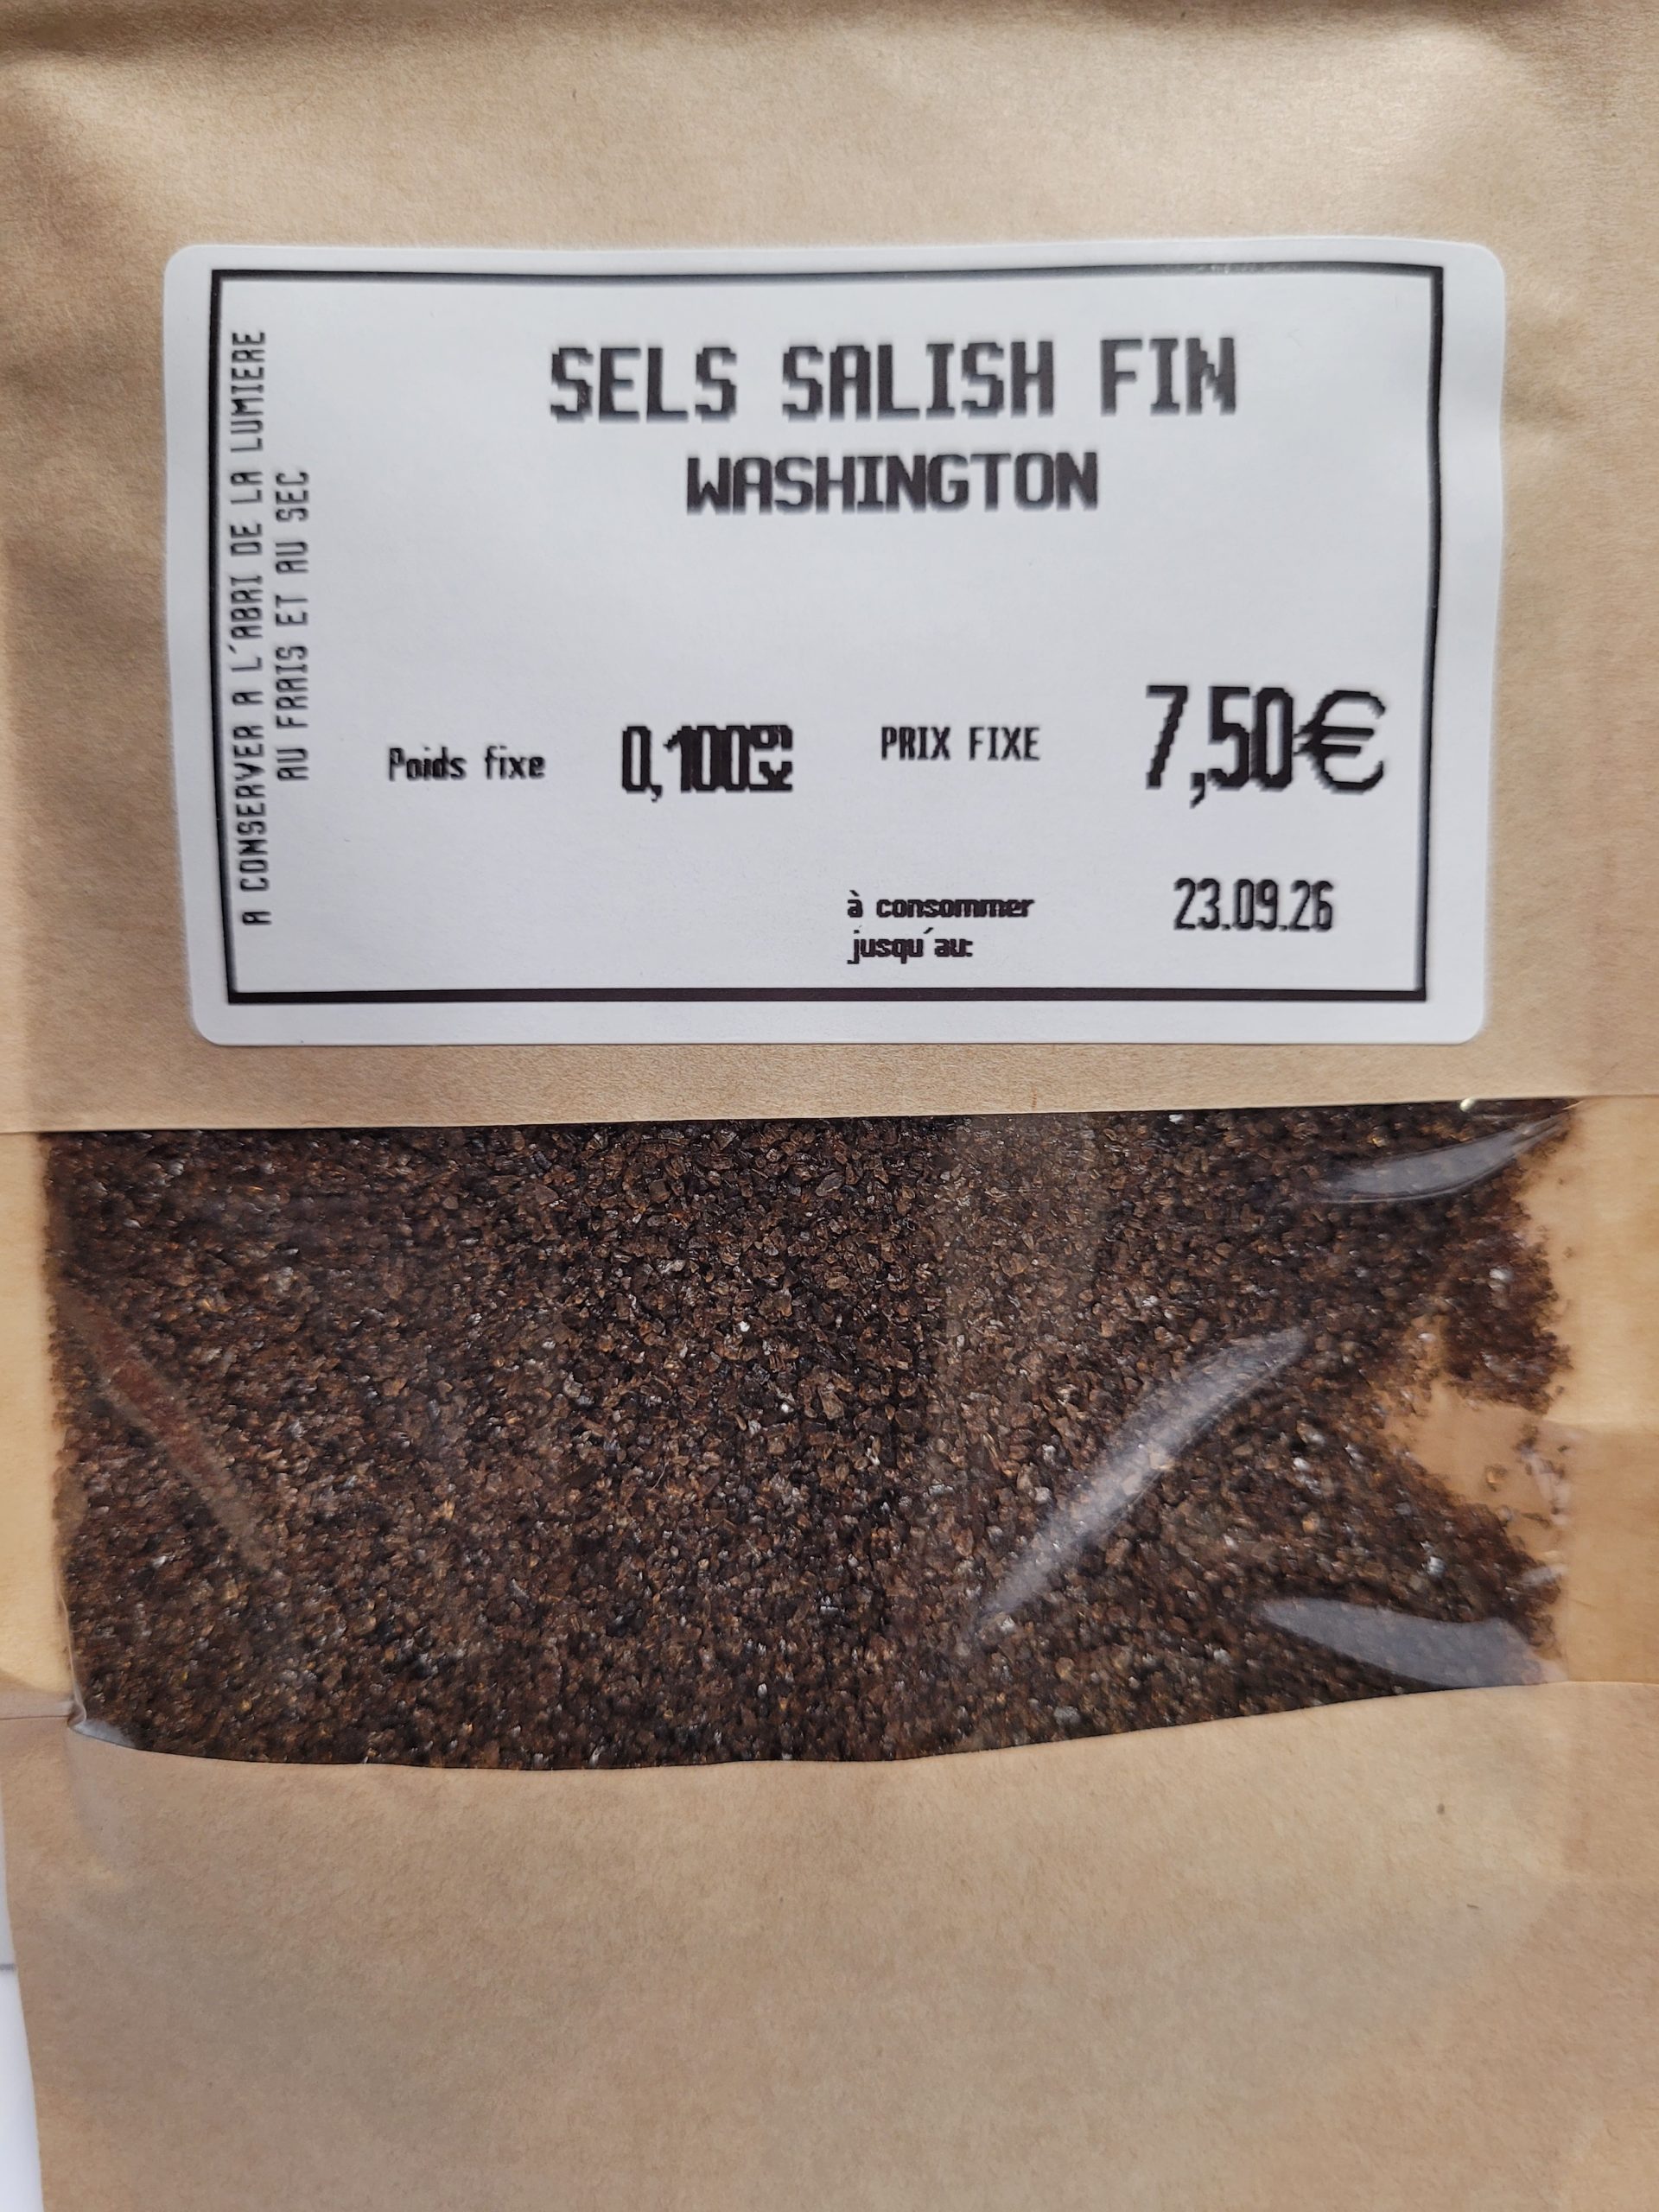 SELS SALISH FIN
WASHINGTON
A CONSERVER A L'ABRI DE LA LUMIERE
AU FRAIS ET AU SEC
Poids fixe 0,100kg PRIX FIXE 7,50€
à consommer 23.09.26
jusqu'au: